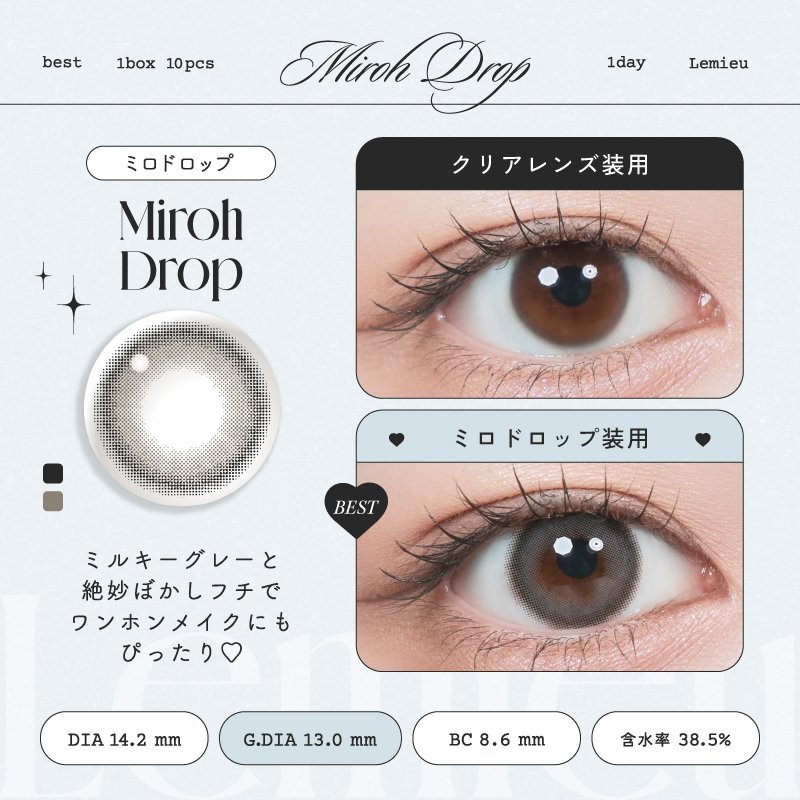 best 1box 10pcs Miroh Drop 1day Lemieu
ミロドロップ
Miroh
Drop
ミルキーグレーと
絶妙ぼかしフチで
ワンホンメイクにも
ぴったり♡
クリアレンズ装用
ミロドロップ装用
BEST
Lemieu
DIA 14.2 mm G.DIA 13.0 mm BC 8.6 mm 含水率 38.5%